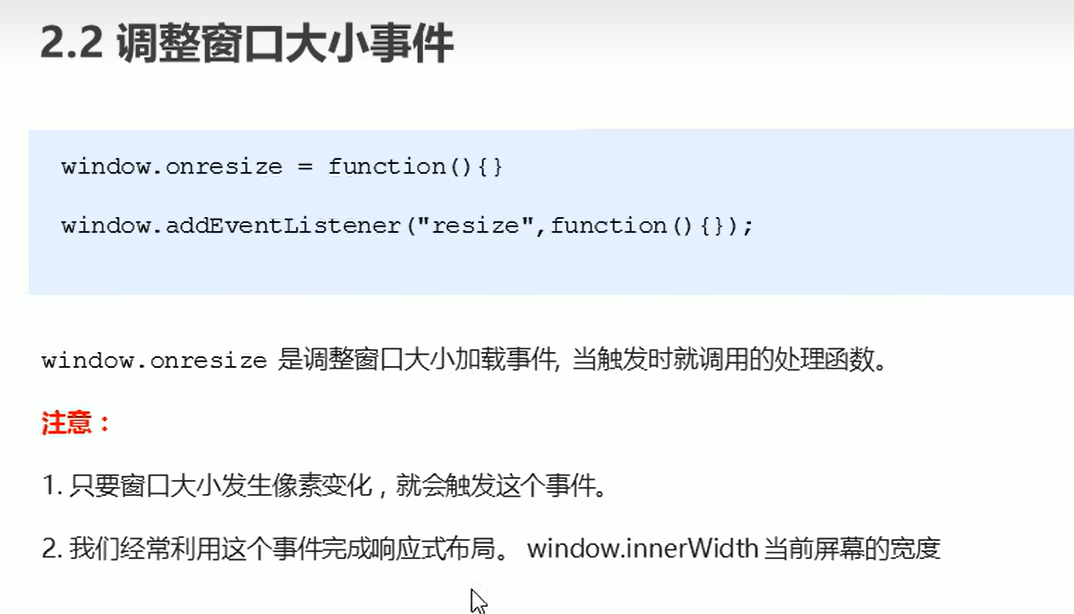 2.2 调整窗口大小事件
window.onresize = function(){}
window.addEventListener("resize",function(){});
window.onresize 是调整窗口大小加载事件, 当触发时就调用的处理函数。
注意：
1. 只要窗口大小发生像素变化，就会触发这个事件。
2. 我们经常利用这个事件完成响应式布局。 window.innerWidth 当前屏幕的宽度